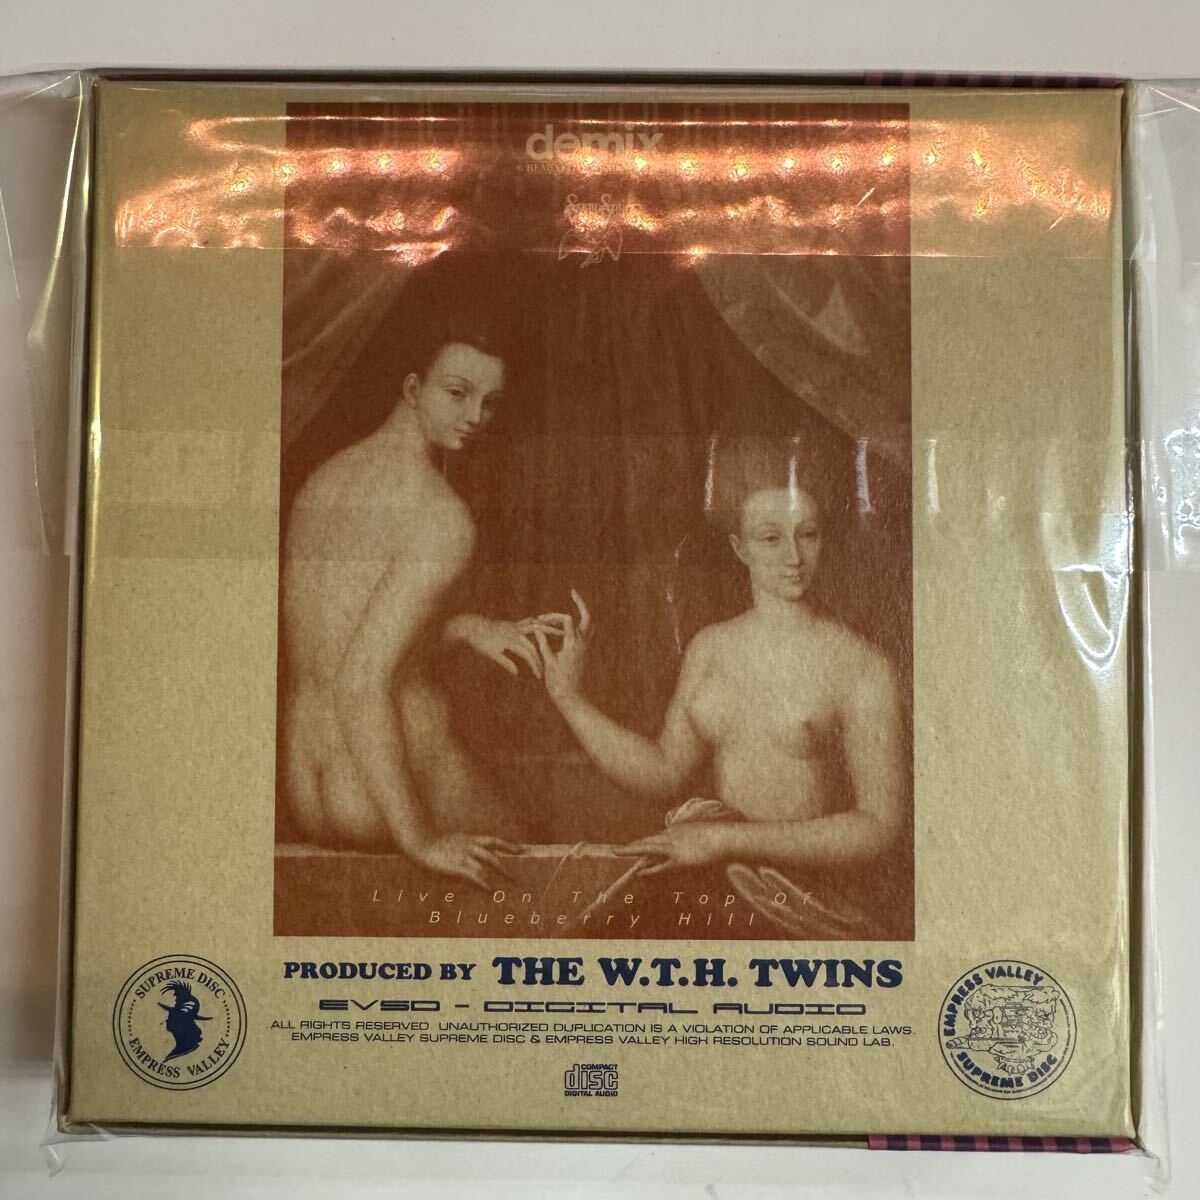 demix
Live On The Top Of
Blueberry Hill
PRODUCED BY THE W.T.H. TWINS
EVSD - DIGITAL AUDIO
ALL RIGHTS RESERVED. UNAUTHORIZED DUPLICATION IS A VIOLATION OF APPLICABLE LAWS.
EMPRESS VALLEY SUPREME DISC & EMPRESS VALLEY HIGH RESOLUTION SOUND LAB.
SUPREME DISC
EMPRESS VALLEY
EMPRESS VALLEY
SUPREME DISC
COMPACT
disc
DIGITAL AUDIO